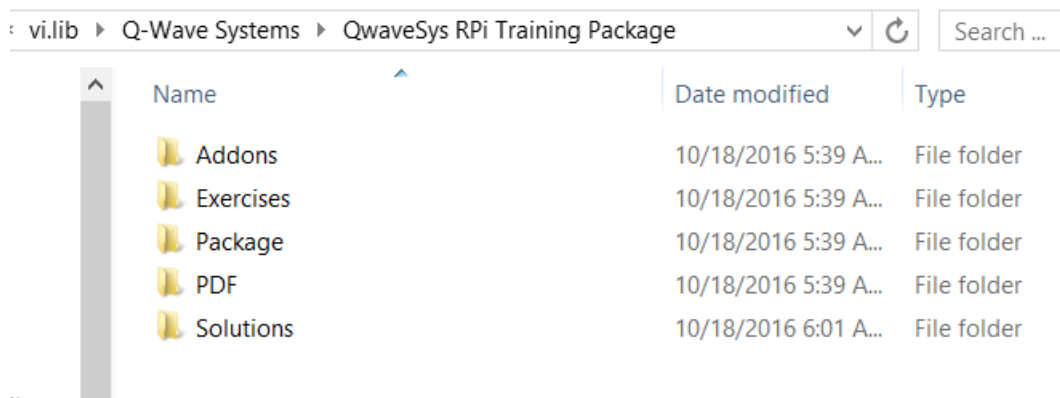 vi.lib Q-Wave Systems QwaveSys RPi Training Package Search ...
Name Date modified Type
Addons 10/18/2016 5:39 A... File folder
Exercises 10/18/2016 5:39 A... File folder
Package 10/18/2016 5:39 A... File folder
PDF 10/18/2016 5:39 A... File folder
Solutions 10/18/2016 6:01 A... File folder